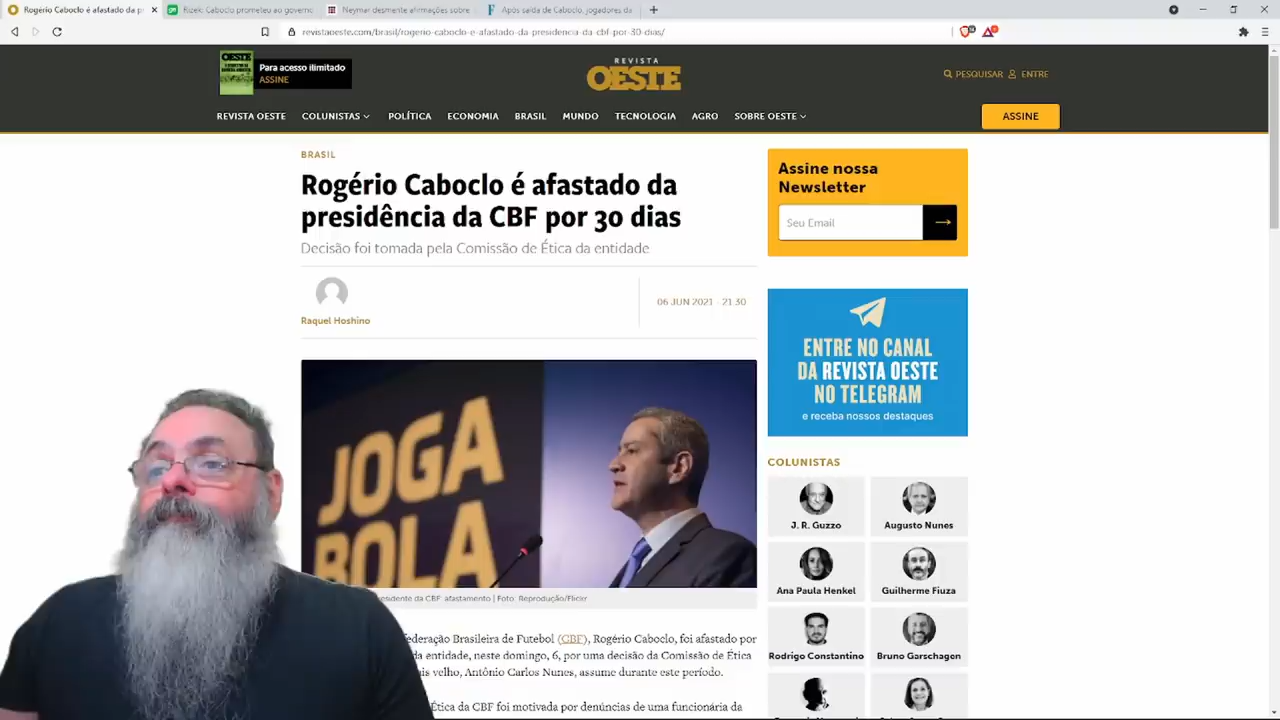 Rogério Caboclo é afastado da p
Rizek: Caboclo prometeu ao governo
Neymar desmente afirmações sobre
Após saída de Caboclo, jogadores da
revistaoeste.com/brasil/rogerio-caboclo-e-afastado-da-presidencia-da-cbf-por-30-dias/
OESTE
Para acesso ilimitado
ASSINE
REVISTA
OESTE
PESQUISAR
ENTRE
REVISTA OESTE
COLUNISTAS
POLÍTICA
ECONOMIA
BRASIL
MUNDO
TECNOLOGIA
AGRO
SOBRE OESTE
ASSINE
BRASIL
Rogério Caboclo é afastado da
presidência da CBF por 30 dias
Decisão foi tomada pela Comissão de Ética da entidade
Raquel Hoshino
06 JUN 2021 - 21:30
JOGA
BOLA
presidente da CBF: afastamento | Foto: Reprodução/Flickr
ederação Brasileira de Futebol (CBF), Rogério Caboclo, foi afastado por
da entidade, neste domingo, 6, por uma decisão da Comissão de Ética
is velho, Antônio Carlos Nunes, assume durante este período.
Ética da CBF foi motivada por denúncias de uma funcionária da
Assine nossa
Newsletter
Seu Email
ENTRE NO CANAL
DA REVISTA OESTE
NO TELEGRAM
e receba nossos destaques
COLUNISTAS
J. R. Guzzo
Augusto Nunes
Ana Paula Henkel
Guilherme Fiuza
Rodrigo Constantino
Bruno Garschagen